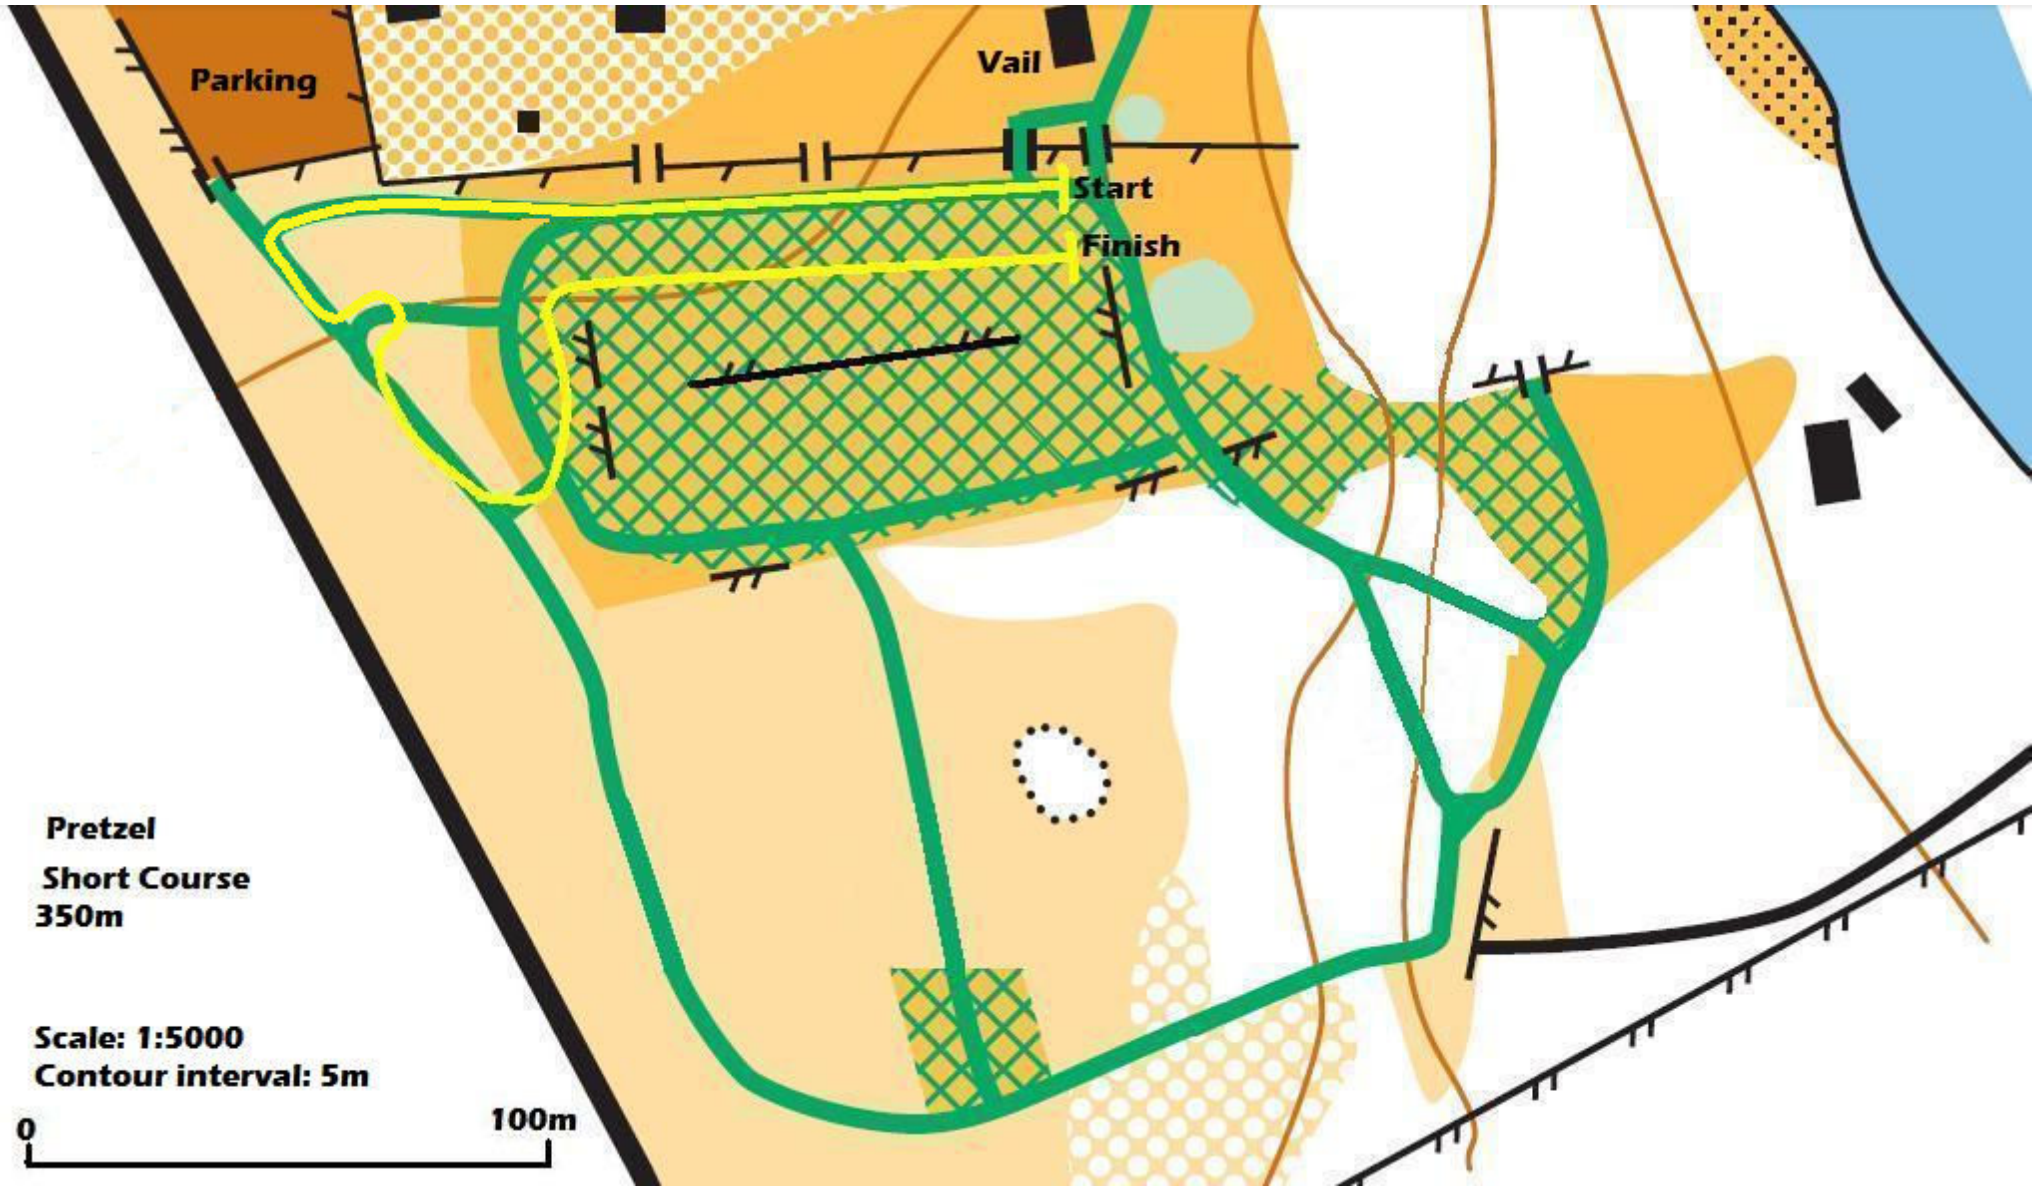 Parking
Vail
Start
Finish
Pretzel
Short Course
350m
Scale: 1:5000
Contour interval: 5m
0
100m